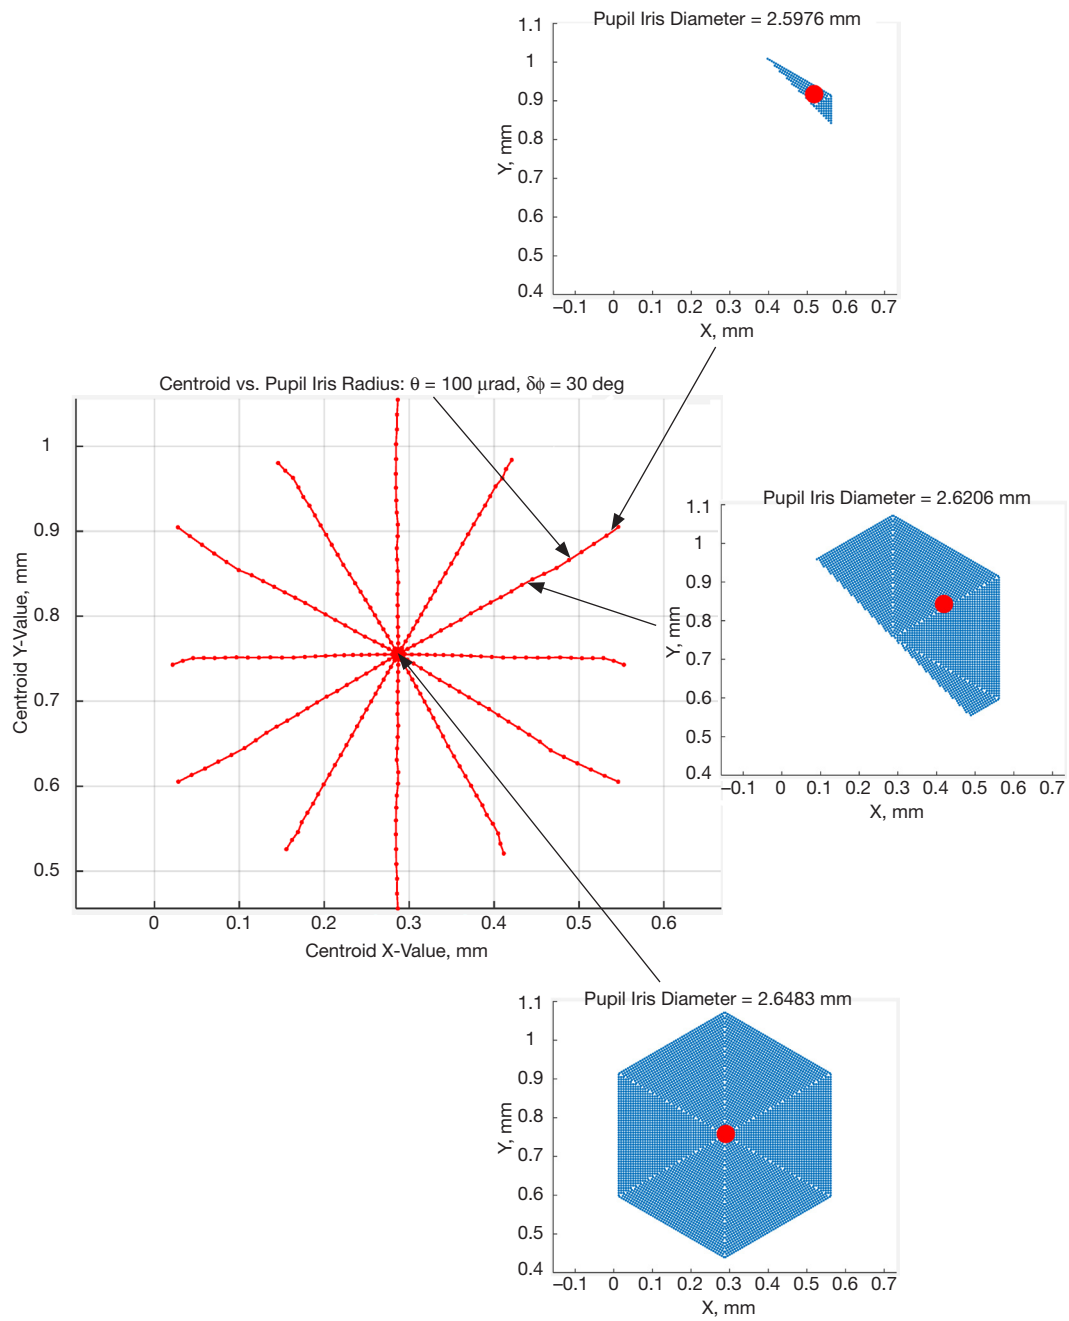 Pupil Iris Diameter = 2.5976 mm
1.1
1
0.9
0.8
0.7
0.6
0.5
0.4
Y, mm
–0.1 0 0.1 0.2 0.3 0.4 0.5 0.6 0.7
X, mm
Centroid vs. Pupil Iris Radius: θ = 100 μrad, δϕ = 30 deg
1
0.9
0.8
0.7
0.6
0.5
Centroid Y-Value, mm
0 0.1 0.2 0.3 0.4 0.5 0.6
Centroid X-Value, mm
Pupil Iris Diameter = 2.6206 mm
1.1
1
0.9
0.8
0.7
0.6
0.5
0.4
Y, mm
–0.1 0 0.1 0.2 0.3 0.4 0.5 0.6 0.7
X, mm
Pupil Iris Diameter = 2.6483 mm
1.1
1
0.9
0.8
0.7
0.6
0.5
0.4
Y, mm
–0.1 0 0.1 0.2 0.3 0.4 0.5 0.6 0.7
X, mm